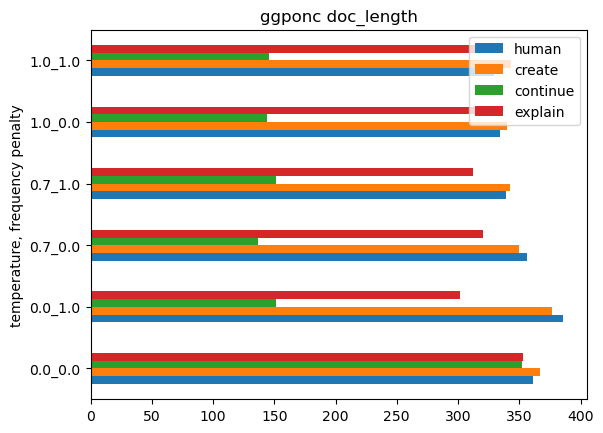 ggponc doc_length
human
create
continue
explain
temperature, frequency penalty
1.0_1.0
1.0_0.0
0.7_1.0
0.7_0.0
0.0_1.0
0.0_0.0
0 50 100 150 200 250 300 350 400